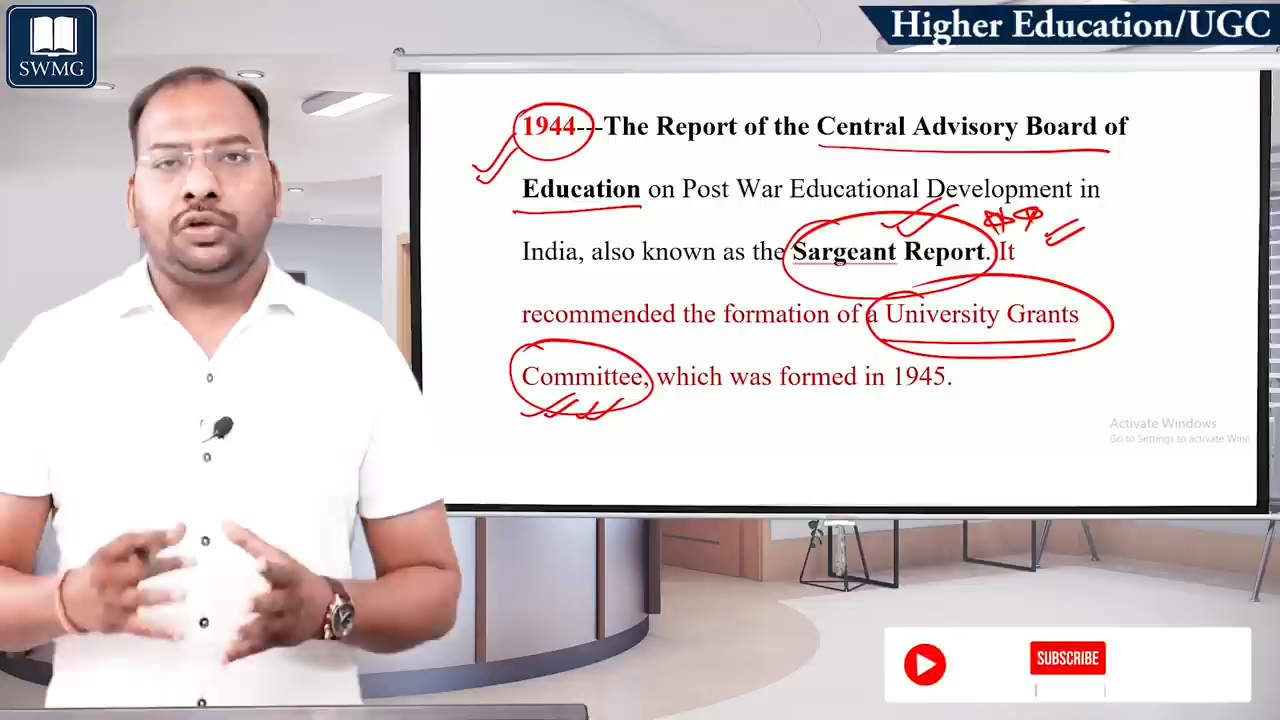 SWMG
Higher Education/UGC
1944---The Report of the Central Advisory Board of
Education on Post War Educational Development in
India, also known as the Sargeant Report. It
recommended the formation of a University Grants
Committee, which was formed in 1945.
Activate Windows
Go to Settings to activate Wind
SUBSCRIBE